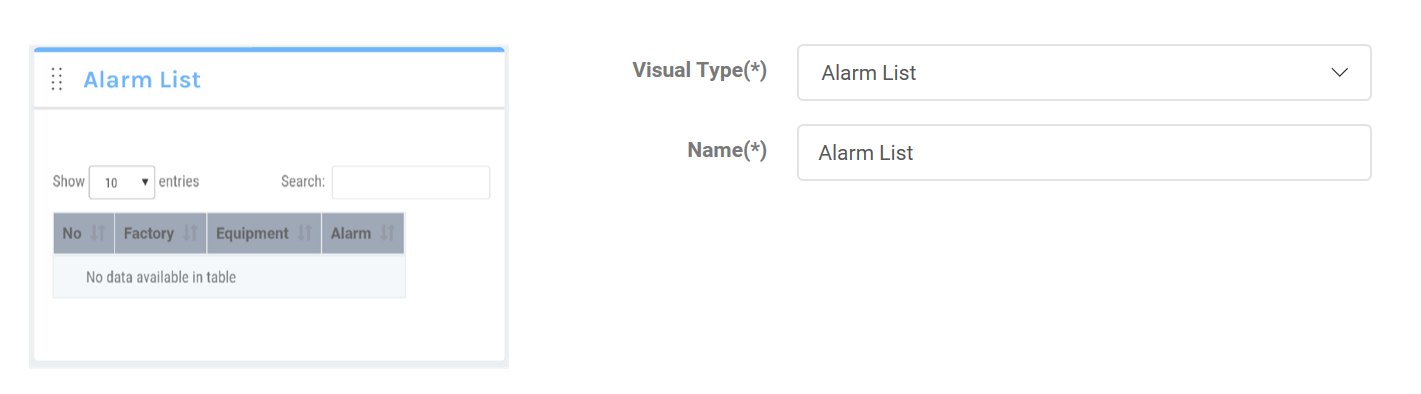 Alarm List
Show 10 entries Search:
No Factory Equipment Alarm
No data available in table
Visual Type(*) Alarm List
Name(*) Alarm List